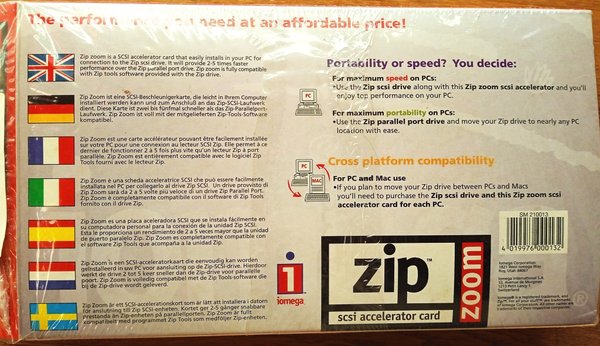 The performance you need at an affordable price!
Zip zoom is a SCSI accelerator card that easily installs in your PC for
connection to the Zip scsi drive. It will provide 2-5 times faster
performance over the Zip parallel port drive. Zip zoom is fully compatible
with Zip tools software provided with the Zip drive.
Zip Zoom ist eine SCSI-Beschleunigerkarte, die leicht in Ihrem Computer
installiert werden kann und zum Anschluß an das Zip-SCSI-Laufwerk
dient. Diese Karte ist zwei bis fünfmal schneller als das Zip-Parallelport-
Laufwerk. Zip Zoom ist voll mit der mitgelieferten Zip-Tools-Software
kompatibel.
Zip Zoom est une carte accélérateur pouvant être facilement installée
sur votre PC pour une connexion au lecteur SCSI Zip. Elle permet à ce
dernier de fonctionner 2 à 5 fois plus vite qu'un lecteur Zip à port
parallèle. Zip Zoom est entièrement compatible avec le logiciel Zip
Tools fourni avec le lecteur Zip.
Zip Zoom è una scheda acceleratrice SCSI che può essere facilmente
installata nel PC per collegarlo al drive SCSI Zip. Un drive provvisto di
Zip Zoom sarà da 2 a 5 volte più veloce di un drive Zip Parallel Port.
Zip Zoom è completamente compatibile con il software di Zip Tools
fornito con il drive Zip.
Zip Zoom es una placa aceleradora SCSI que se instala fácilmente en
su computadora personal para la conexión de la unidad Zip SCSI.
Esta le proporciona un rendimiento de 2 a 5 veces mayor que la unidad
de puerto paralelo Zip. Zip Zoom es completamente compatible con
el software Zip Tools que acompaña a la unidad Zip.
Zip Zoom is een SCSI-acceleratorkaart die eenvoudig kan worden
geïnstalleerd in uw PC voor aansluiting op de Zip-SCSI-drive. Hierdoor
werkt de drive 2 tot 5 keer sneller dan de Zip-drive voor parallelle
poort. Zip Zoom is volledig compatibel met de Zip Tools die met
de Zip-drive wordt geleverd.
Zip Zoom är ett SCSI-accelerationskort som är lätt att installera i datorn
för anslutning till Zip SCSI-enheten. Kortet ger 2-5 gånger snabbare
prestanda än Zip-enheten på parallellporten. Zip Zoom är fullt
kompatibelt med programmet Zip Tools som medföljer Zip-enheten.
Portability or speed? You decide:
For maximum speed on PCs:
•Use the Zip scsi drive along with this Zip zoom scsi accelerator and you'll
enjoy top performance on your PC.
For maximum portability on PCs:
•Use the Zip parallel port drive and move your Zip drive to nearly any PC
location with ease.
PC
Cross platform compatibility
For PC and Mac use
•If you plan to move your Zip drive between PCs and Macs
you'll need to purchase the Zip scsi drive and this Zip zoom scsi
accelerator card for each PC.
PC
MAC
SM 210013
4 019976 000132
i
iomega
zip
™
zoom
scsi accelerator card
Iomega Corporation
1821 West Iomega Way
Roy, Utah 84067
Iomega International S.A.